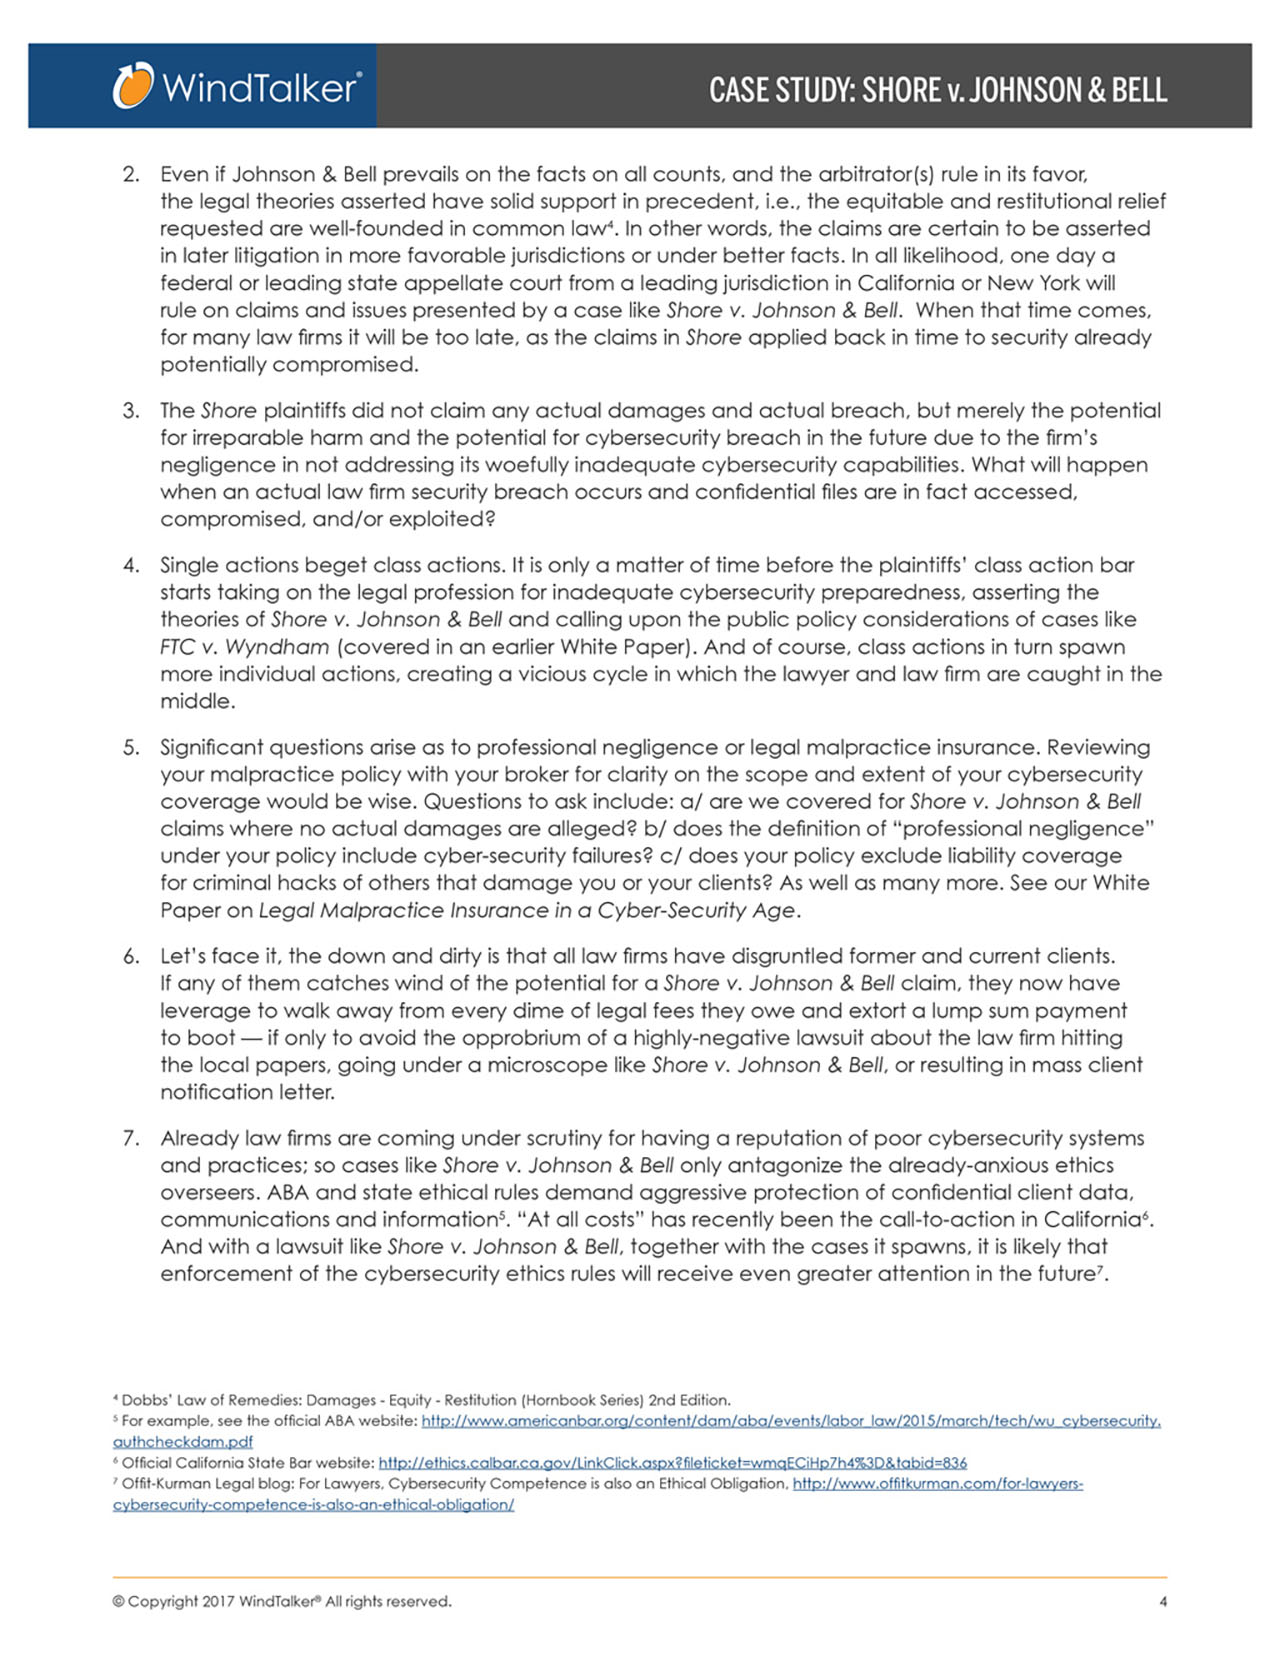 WindTalker®
CASE STUDY: SHORE v. JOHNSON & BELL
2. Even if Johnson & Bell prevails on the facts on all counts, and the arbitrator(s) rule in its favor,
the legal theories asserted have solid support in precedent, i.e., the equitable and restitutional relief
requested are well-founded in common law⁴. In other words, the claims are certain to be asserted
in later litigation in more favorable jurisdictions or under better facts. In all likelihood, one day a
federal or leading state appellate court from a leading jurisdiction in California or New York will
rule on claims and issues presented by a case like Shore v. Johnson & Bell.  When that time comes,
for many law firms it will be too late, as the claims in Shore applied back in time to security already
potentially compromised.
3. The Shore plaintiffs did not claim any actual damages and actual breach, but merely the potential
for irreparable harm and the potential for cybersecurity breach in the future due to the firm’s
negligence in not addressing its woefully inadequate cybersecurity capabilities. What will happen
when an actual law firm security breach occurs and confidential files are in fact accessed,
compromised, and/or exploited?
4. Single actions beget class actions. It is only a matter of time before the plaintiffs’ class action bar
starts taking on the legal profession for inadequate cybersecurity preparedness, asserting the
theories of Shore v. Johnson & Bell and calling upon the public policy considerations of cases like
FTC v. Wyndham (covered in an earlier White Paper). And of course, class actions in turn spawn
more individual actions, creating a vicious cycle in which the lawyer and law firm are caught in the
middle.
5. Significant questions arise as to professional negligence or legal malpractice insurance. Reviewing
your malpractice policy with your broker for clarity on the scope and extent of your cybersecurity
coverage would be wise. Questions to ask include: a/ are we covered for Shore v. Johnson & Bell
claims where no actual damages are alleged? b/ does the definition of “professional negligence”
under your policy include cyber-security failures? c/ does your policy exclude liability coverage
for criminal hacks of others that damage you or your clients? As well as many more. See our White
Paper on Legal Malpractice Insurance in a Cyber-Security Age.
6. Let’s face it, the down and dirty is that all law firms have disgruntled former and current clients.
If any of them catches wind of the potential for a Shore v. Johnson & Bell claim, they now have
leverage to walk away from every dime of legal fees they owe and extort a lump sum payment
to boot — if only to avoid the opprobrium of a highly-negative lawsuit about the law firm hitting
the local papers, going under a microscope like Shore v. Johnson & Bell, or resulting in mass client
notification letter.
7. Already law firms are coming under scrutiny for having a reputation of poor cybersecurity systems
and practices; so cases like Shore v. Johnson & Bell only antagonize the already-anxious ethics
overseers. ABA and state ethical rules demand aggressive protection of confidential client data,
communications and information⁵. “At all costs” has recently been the call-to-action in California⁶.
And with a lawsuit like Shore v. Johnson & Bell, together with the cases it spawns, it is likely that
enforcement of the cybersecurity ethics rules will receive even greater attention in the future⁷.
⁴ Dobbs’ Law of Remedies: Damages - Equity - Restitution (Hornbook Series) 2nd Edition.
⁵ For example, see the official ABA website: http://www.americanbar.org/content/dam/aba/events/labor_law/2015/march/tech/wu_cybersecurity.
authcheckdam.pdf
⁶ Official California State Bar website: http://ethics.calbar.ca.gov/LinkClick.aspx?fileticket=wmqECiHp7h4%3D&tabid=836
⁷ Offit-Kurman Legal blog: For Lawyers, Cybersecurity Competence is also an Ethical Obligation, http://www.offitkurman.com/for-lawyers-
cybersecurity-competence-is-also-an-ethical-obligation/
© Copyright 2017 WindTalker® All rights reserved.
4